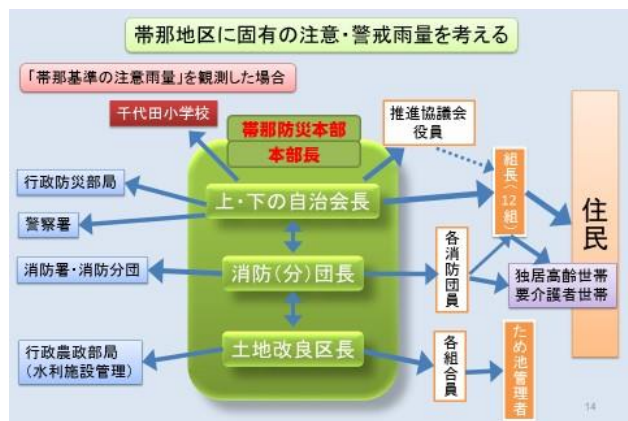 帯那地区に固有の注意・警戒雨量を考える
「帯那基準の注意雨量」を観測した場合
千代田小学校
帯那防災本部
本部長
推進協議会
役員
行政防災部局
上・下の自治会長
組長（12組）
住民
警察署
消防署・消防分団
消防（分）団長
各消防団員
独居高齢世帯
要介護者世帯
行政農政部局
（水利施設管理）
土地改良区長
各組合員
ため池管理者
14